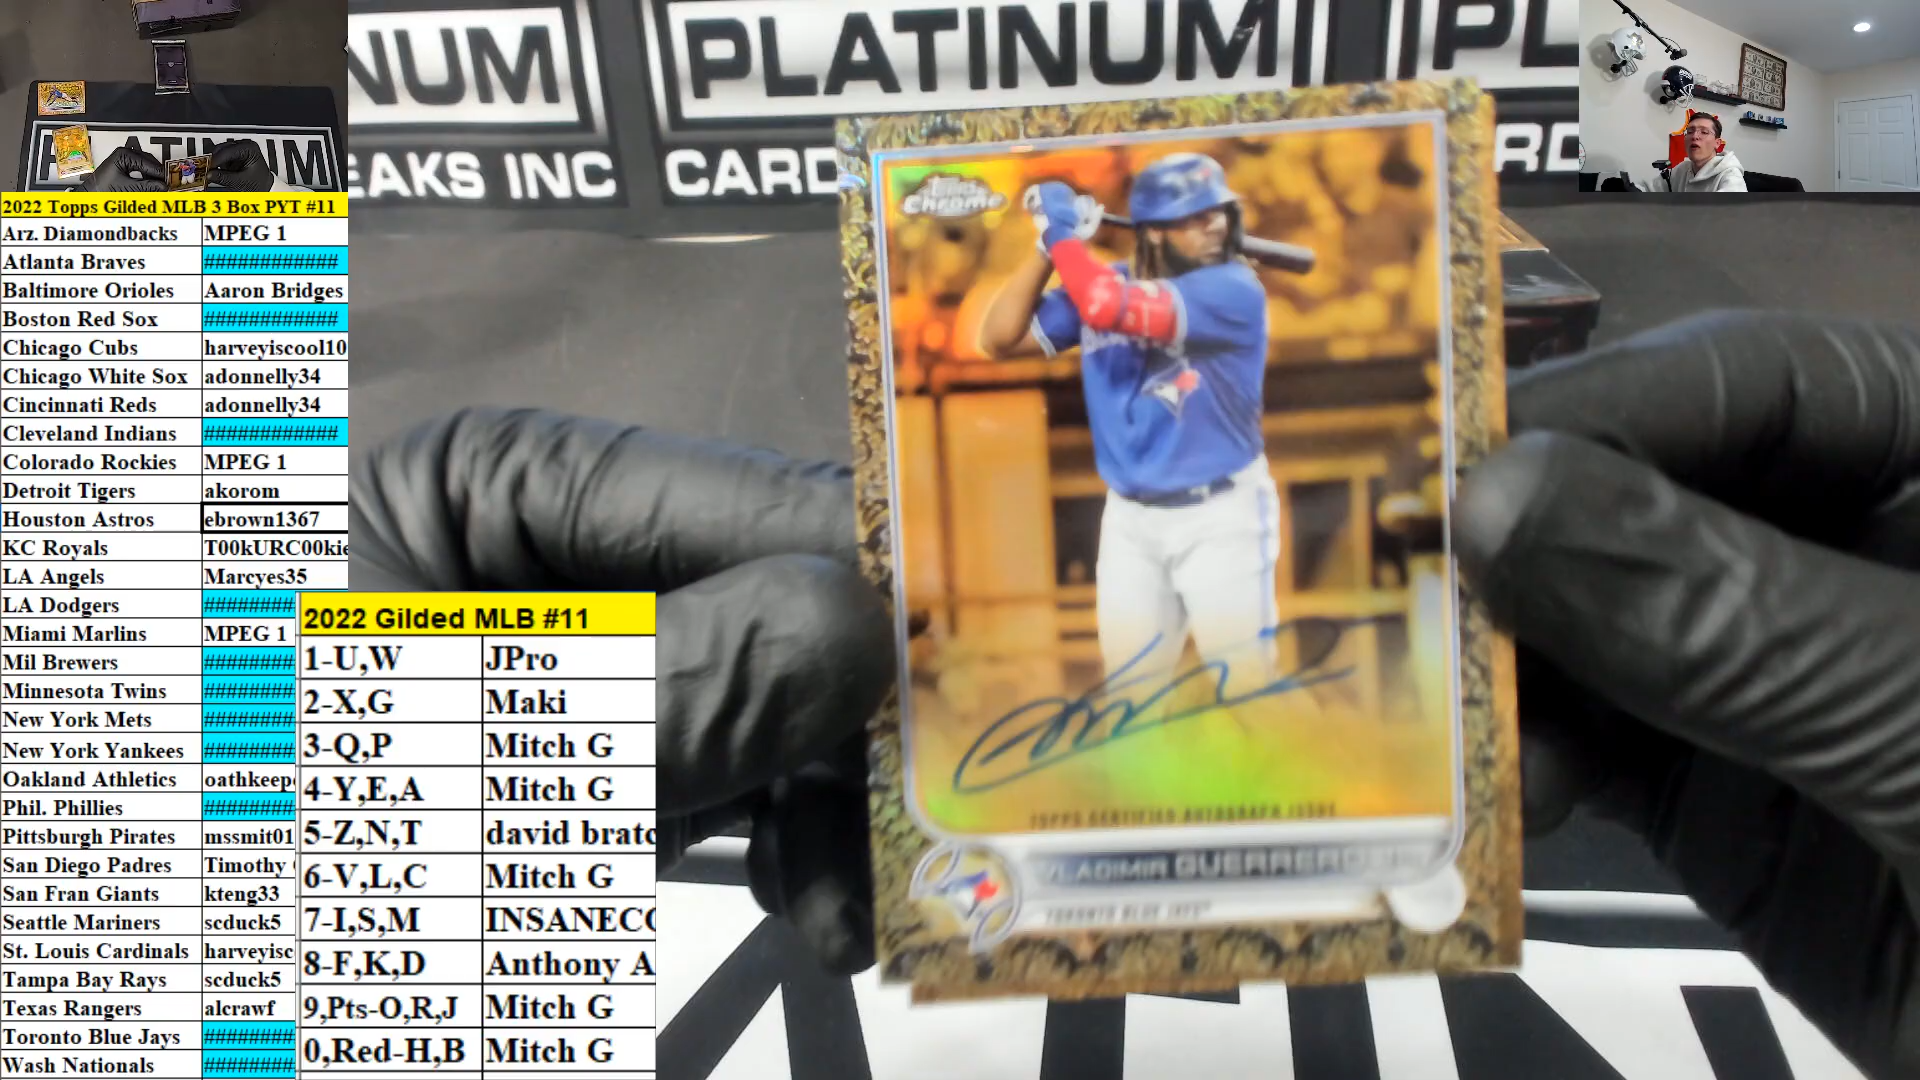 NUM PLATINUM PL
EAKS INC CARD RD
PLATINUM
2022 Topps Gilded MLB 3 Box PYT #11
Arz. Diamondbacks MPEG 1
Atlanta Braves ############
Baltimore Orioles Aaron Bridges
Boston Red Sox ############
Chicago Cubs harveyiscool10
Chicago White Sox adonnelly34
Cincinnati Reds adonnelly34
Cleveland Indians ############
Colorado Rockies MPEG 1
Detroit Tigers akorom
Houston Astros ebrown1367
KC Royals T00kURC00kie
LA Angels Marcyes35
LA Dodgers ########
Miami Marlins MPEG 1
Mil Brewers ########
Minnesota Twins ########
New York Mets ########
New York Yankees ########
Oakland Athletics oathkeep
Phil. Phillies ########
Pittsburgh Pirates mssmit01
San Diego Padres Timothy
San Fran Giants kteng33
Seattle Mariners scduck5
St. Louis Cardinals harveyisc
Tampa Bay Rays scduck5
Texas Rangers alcrawf
Toronto Blue Jays ########
Wash Nationals ########
2022 Gilded MLB #11
1-U,W JPro
2-X,G Maki
3-Q,P Mitch G
4-Y,E,A Mitch G
5-Z,N,T david bratc
6-V,L,C Mitch G
7-I,S,M INSANECO
8-F,K,D Anthony A
9,Pts-O,R,J Mitch G
0,Red-H,B Mitch G
Topps
Chrome
TOPPS CERTIFIED AUTOGRAPH ISSUE
VLADIMIR GUERRERO JR.
TORONTO BLUE JAYS